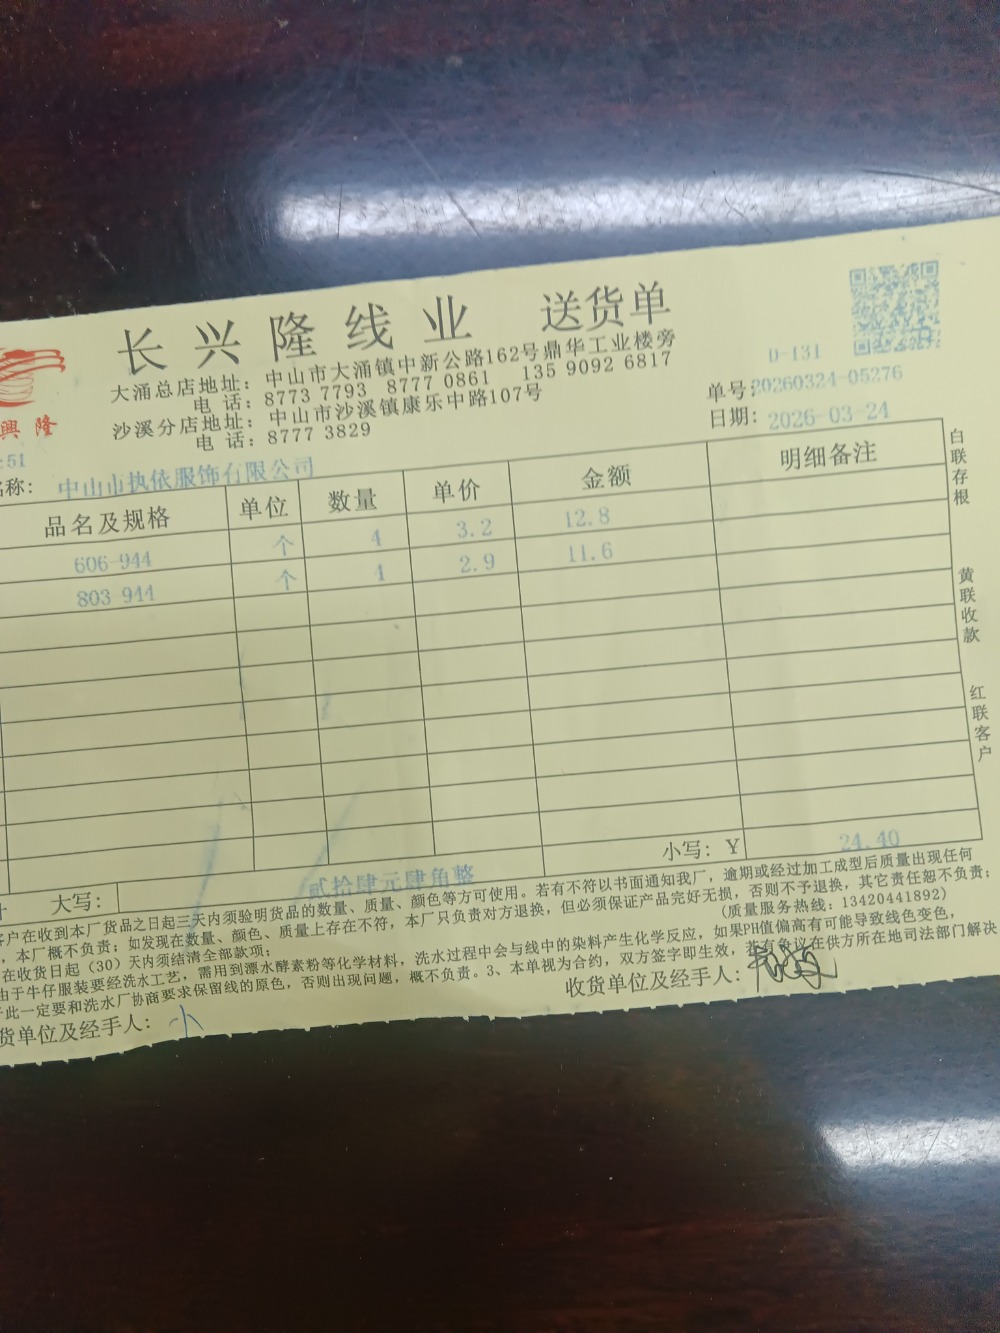 长兴隆线业 送货单
大涌总店地址：中山市大涌镇中新公路162号鼎华工业楼旁
电 话：8773 7793 8777 0861 135 9092 6817
沙溪分店地址：中山市沙溪镇康乐中路107号
电 话：8777 3829
興 隆
D-131
单号：20260324-05276
日期：2026-03-24
:51
名称：中山市执依服饰有限公司
品名及规格 单位 数量 单价 金额 明细备注
606-944 个 4 3.2 12.8
803-944 个 4 2.9 11.6
白联存根
黄联收款
红联客户
计 大写：贰拾肆元肆角整 小写：￥ 24.40
客户在收到本厂货品之日起三天内须验明货品的数量、质量、颜色等方可使用。若有不符以书面通知我厂，逾期或经过加工成型后质量出现任何
，本厂概不负责；如发现在数量、颜色、质量上存在不符，本厂只负责对方退换，但必须保证产品完好无损，否则不予退换，其它责任恕不负责；
在收货日起（30）天内须结清全部款项； (质量服务热线：13420441892)
由于牛仔服装要经洗水工艺，需用到漂水酵素粉等化学材料，洗水过程中会与线中的染料产生化学反应，如果PH值偏高有可能导致线色变色，
此一定要和洗水厂协商要求保留线的原色，否则出现问题，概不负责。3、本单视为合约，双方签字即生效，若有争议在供方所在地司法部门解决
货单位及经手人：小 收货单位及经手人：